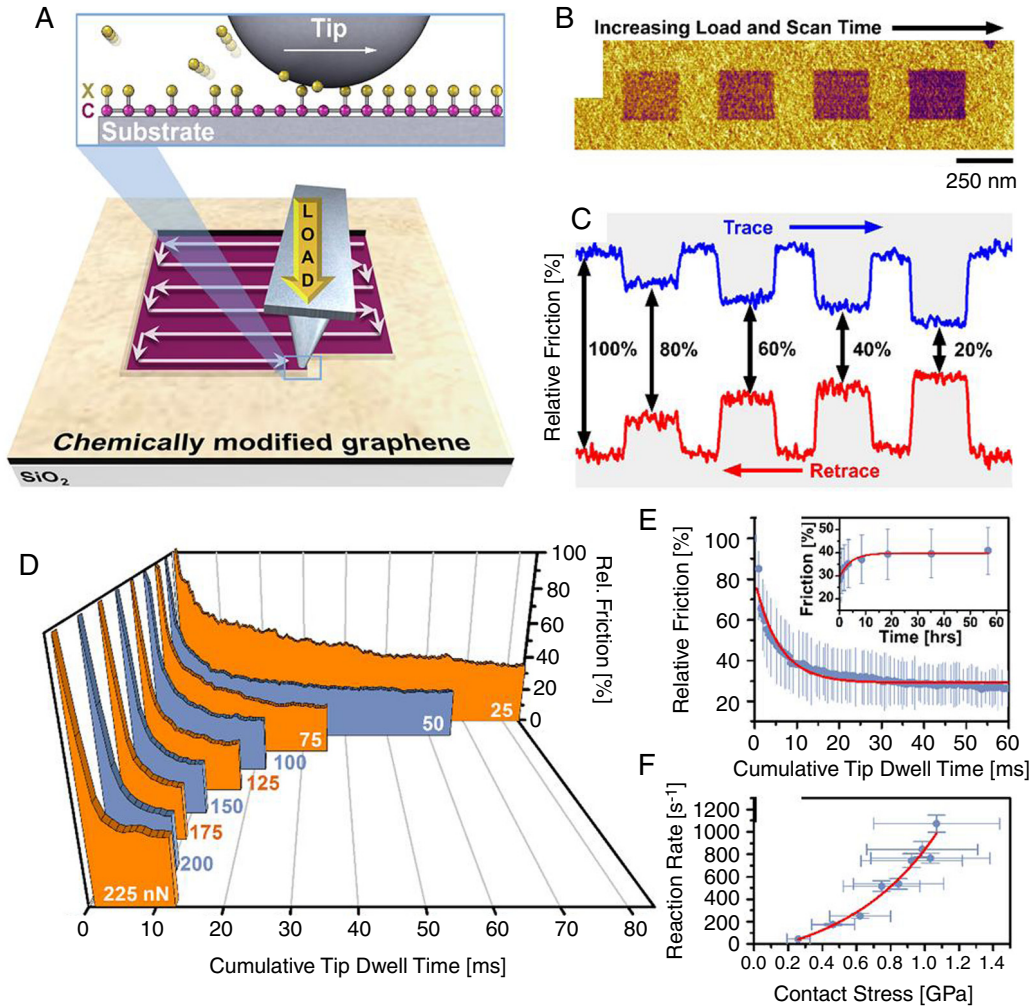 A
Tip
X
C
Substrate
LOAD
Chemically modified graphene
SiO₂
B
Increasing Load and Scan Time
250 nm
C
Relative Friction [%]
Trace
100%
80%
60%
40%
20%
Retrace
D
100
80
60
40
20
0
Rel. Friction [%]
25
50
75
100
125
150
175
200
225 nN
0 10 20 30 40 50 60 70 80
Cumulative Tip Dwell Time [ms]
E
Relative Friction [%]
100
80
60
40
20
0 10 20 30 40 50 60
Cumulative Tip Dwell Time [ms]
Friction [%]
50
40
30
20
0 10 20 30 40 50 60
Time [hrs]
F
Reaction Rate [s⁻¹]
1200
1000
800
600
400
200
0
0.0 0.2 0.4 0.6 0.8 1.0 1.2 1.4
Contact Stress [GPa]